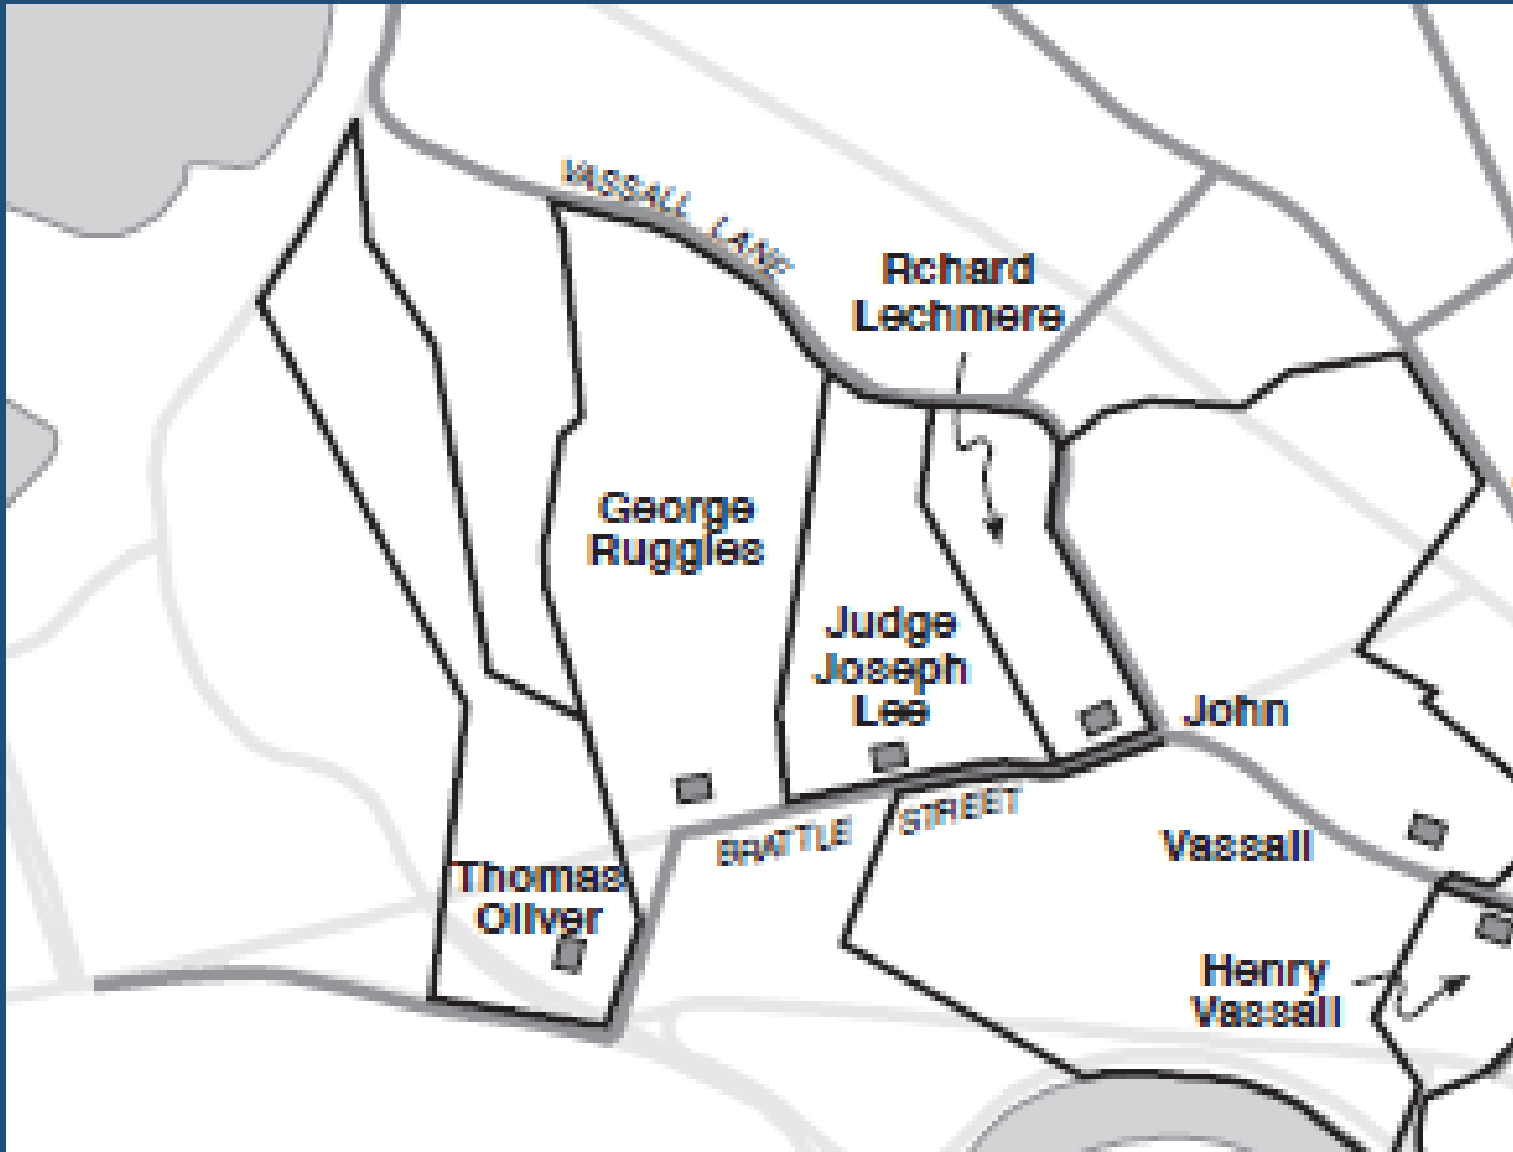 VASSALL LANE
Rchard
Lechmere
George
Ruggles
Judge
Joseph
Lee
John
Vassall
BRATTLE STREET
Thomas
Oliver
Henry
Vassall